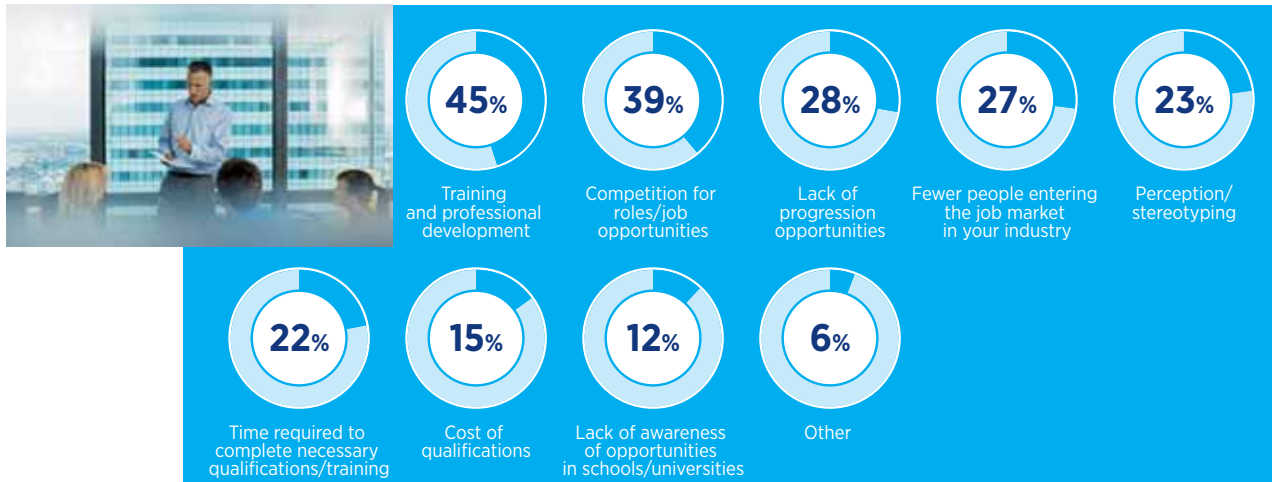 45%
39%
28%
27%
23%
Training
and professional
development
Competition for
roles/job
opportunities
Lack of
progression
opportunities
Fewer people entering
the job market
in your industry
Perception/
stereotyping
22%
15%
12%
6%
Time required to
complete necessary
qualifications/training
Cost of
qualifications
Lack of awareness
of opportunities
in schools/universities
Other